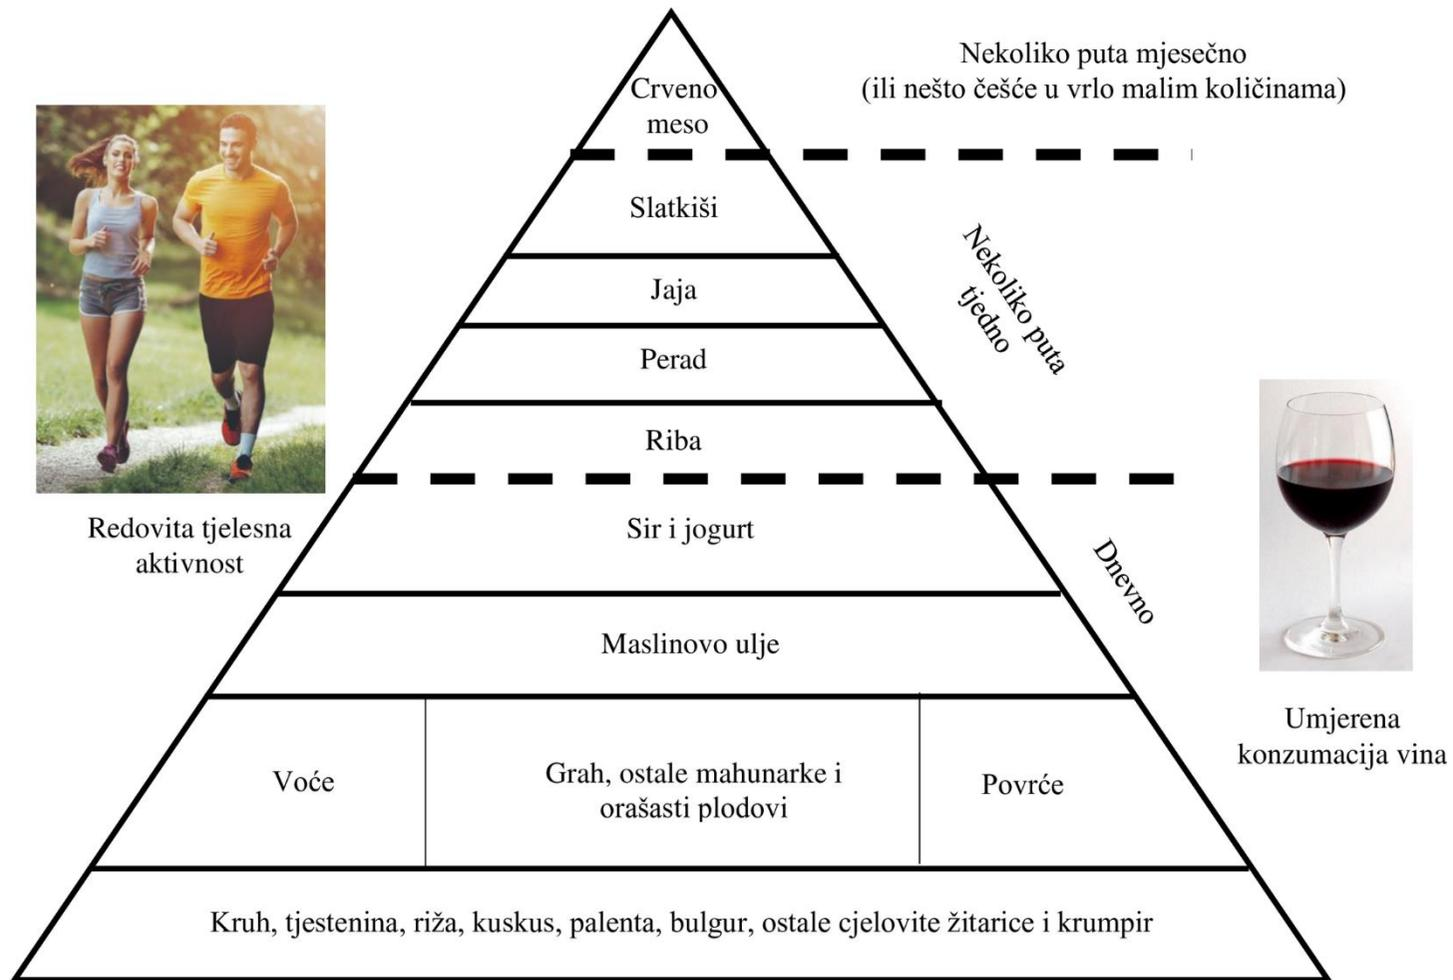 Nekoliko puta mjesečno
(ili nešto češće u vrlo malim količinama)
Crveno
meso
Slatkiši
Jaja
Perad
Riba
Nekoliko puta
tjedno
Sir i jogurt
Maslinovo ulje
Dnevno
Voće
Grah, ostale mahunarke i
orašasti plodovi
Povrće
Kruh, tjestenina, riža, kuskus, palenta, bulgur, ostale cjelovite žitarice i krumpir
Redovita tjelesna
aktivnost
Umjerena
konzumacija vina